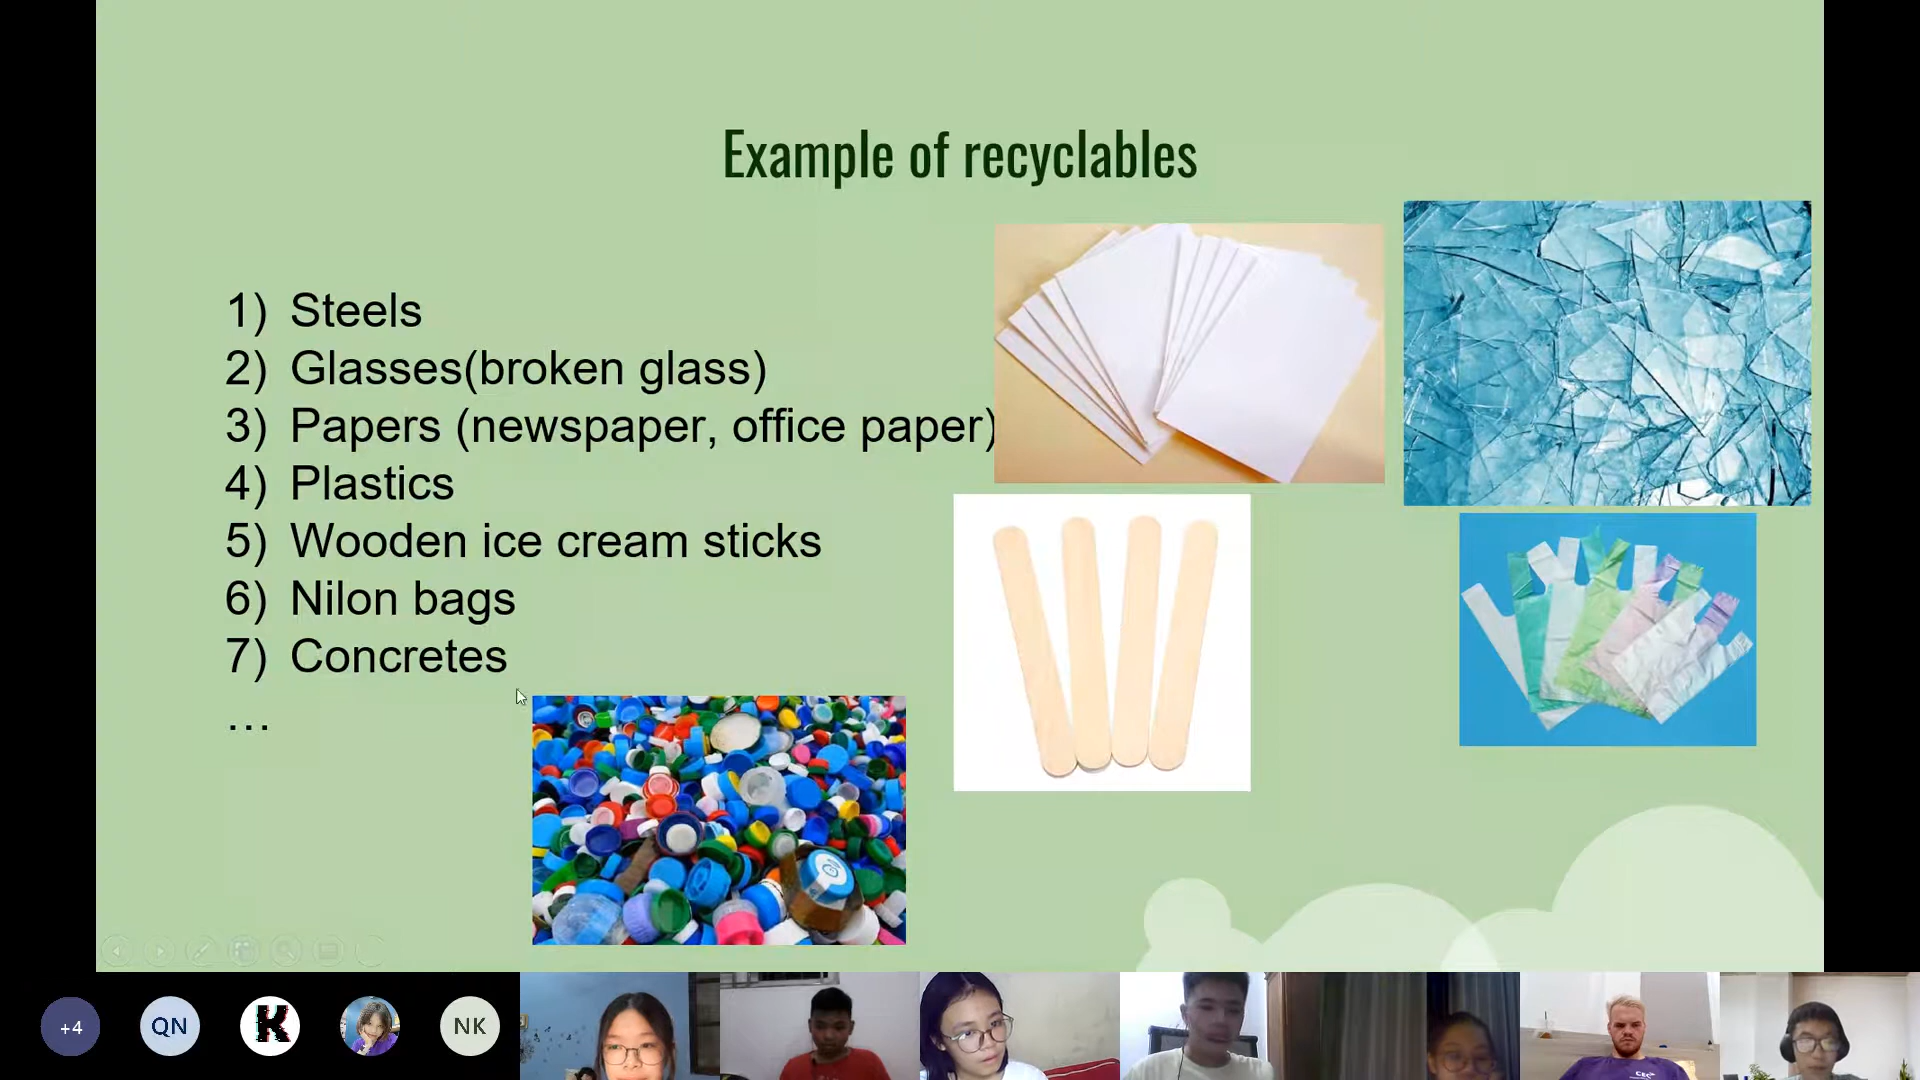 Example of recyclables
1) Steels
2) Glasses(broken glass)
3) Papers (newspaper, office paper)
4) Plastics
5) Wooden ice cream sticks
6) Nilon bags
7) Concretes
...
+4
QN
K
NK